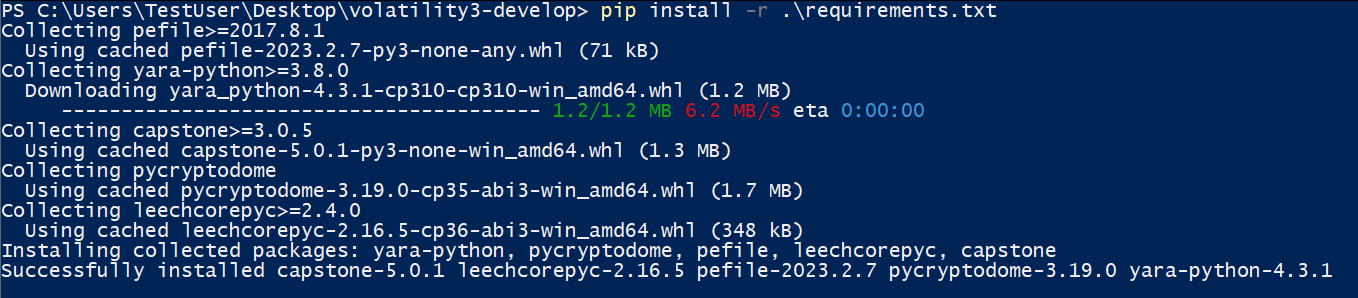 PS C:\Users\TestUser\Desktop\volatility3-develop> pip install -r .\requirements.txt
Collecting pefile>=2017.8.1
  Using cached pefile-2023.2.7-py3-none-any.whl (71 kB)
Collecting yara-python>=3.8.0
  Downloading yara_python-4.3.1-cp310-cp310-win_amd64.whl (1.2 MB)
     ---------------------------------------- 1.2/1.2 MB 6.2 MB/s eta 0:00:00
Collecting capstone>=3.0.5
  Using cached capstone-5.0.1-py3-none-win_amd64.whl (1.3 MB)
Collecting pycryptodome
  Using cached pycryptodome-3.19.0-cp35-abi3-win_amd64.whl (1.7 MB)
Collecting leechcorepyc>=2.4.0
  Using cached leechcorepyc-2.16.5-cp36-abi3-win_amd64.whl (348 kB)
Installing collected packages: yara-python, pycryptodome, pefile, leechcorepyc, capstone
Successfully installed capstone-5.0.1 leechcorepyc-2.16.5 pefile-2023.2.7 pycryptodome-3.19.0 yara-python-4.3.1